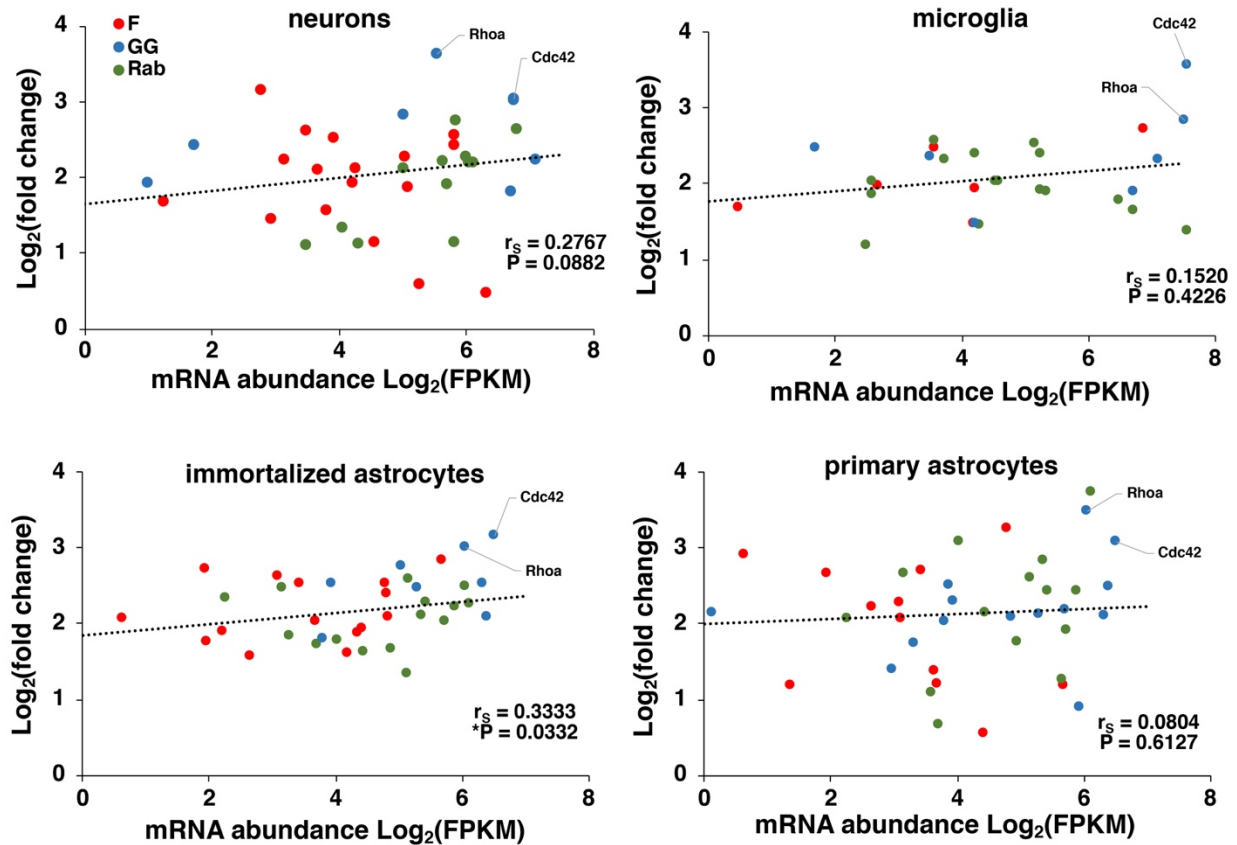 neurons
F
GG
Rab
Rhoa
Cdc42
4
3
2
1
0
Log2(fold change)
rS = 0.2767
P = 0.0882
0 2 4 6 8
mRNA abundance Log2(FPKM)
microglia
Cdc42
Rhoa
4
3
2
1
0
Log2(fold change)
rS = 0.1520
P = 0.4226
0 2 4 6 8
mRNA abundance Log2(FPKM)
immortalized astrocytes
Cdc42
Rhoa
4
3
2
1
0
Log2(fold change)
rS = 0.3333
*P = 0.0332
0 2 4 6 8
mRNA abundance Log2(FPKM)
primary astrocytes
Rhoa
Cdc42
4
3
2
1
0
Log2(fold change)
rS = 0.0804
P = 0.6127
0 2 4 6 8
mRNA abundance Log2(FPKM)